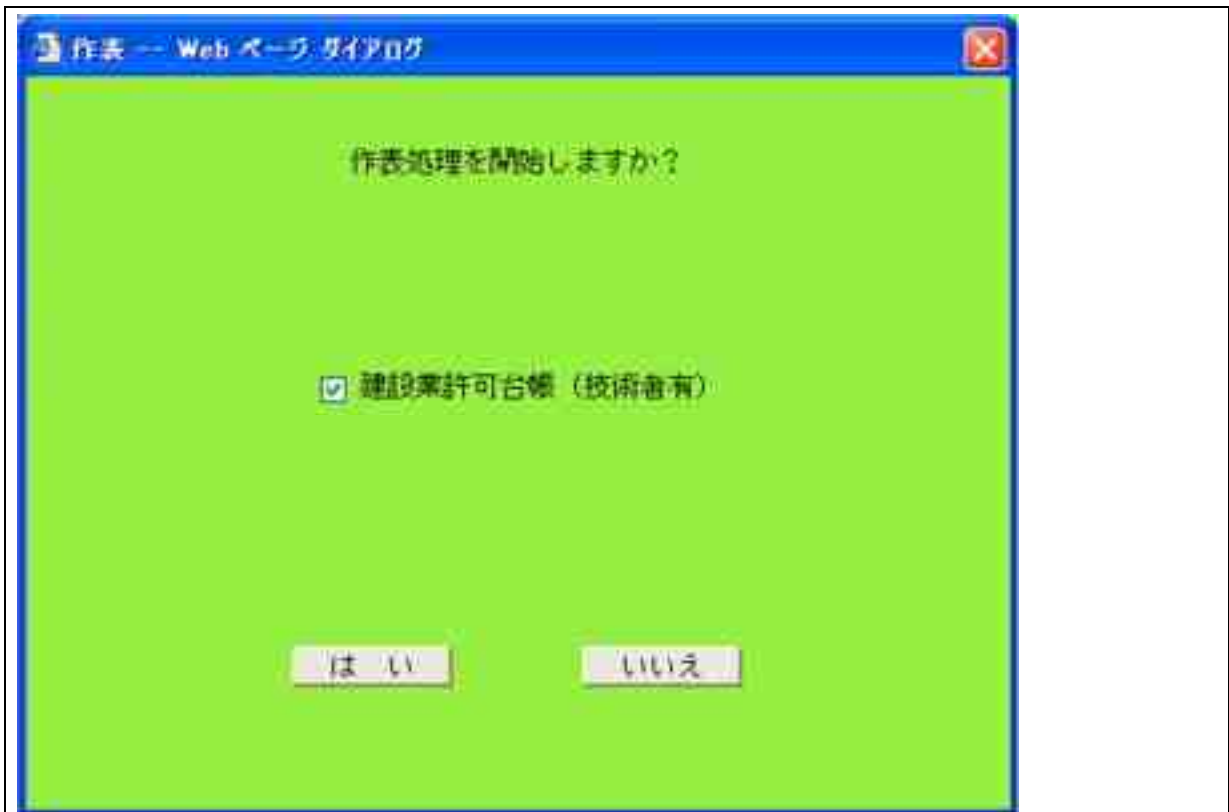 作表 -- Web ページ ダイアログ
作表処理を開始しますか？
建設業許可台帳（技術者有）
は い
いいえ